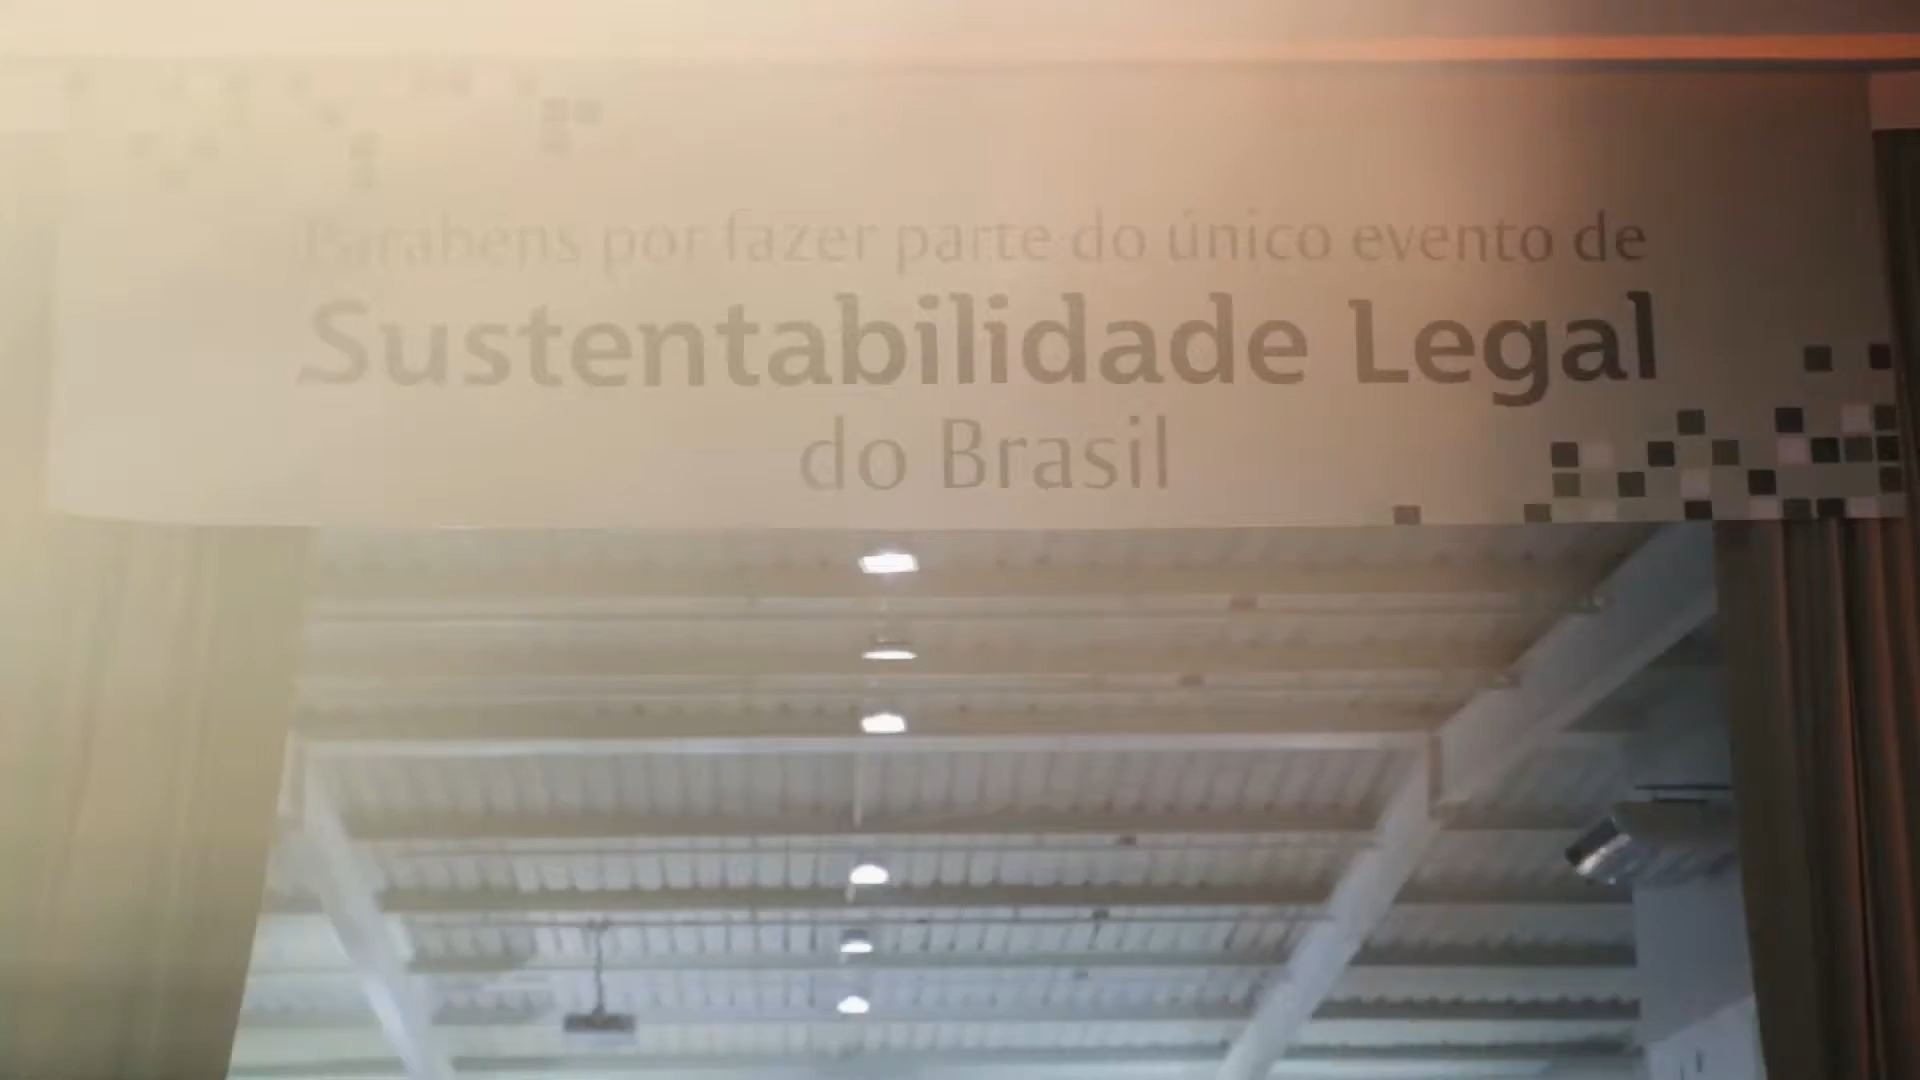 Parabéns por fazer parte do único evento de
Sustentabilidade Legal
do Brasil